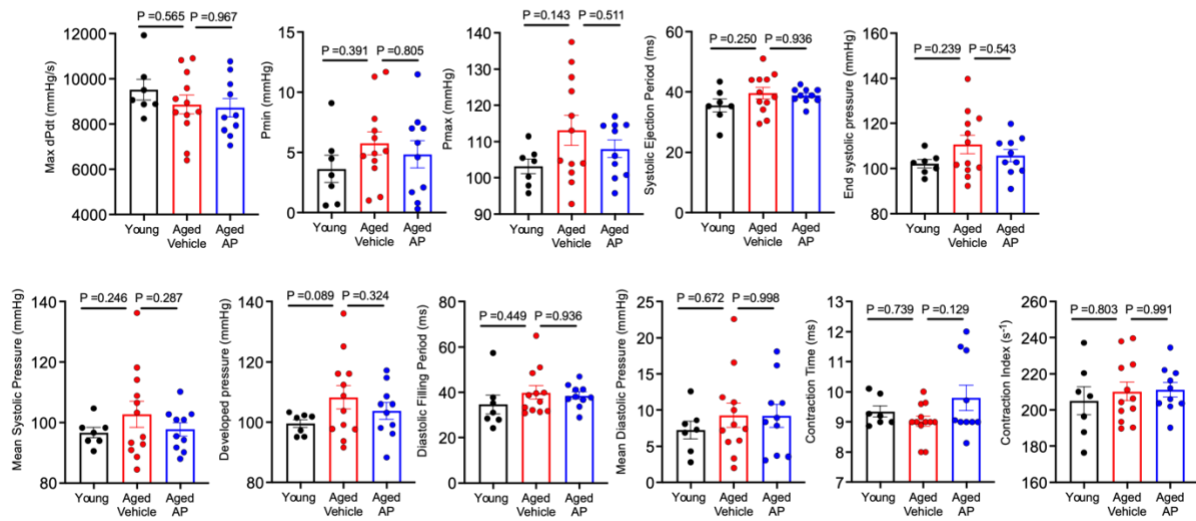 P =0.565 P =0.967
Max dPdt (mmHg/s)
12000
10000
8000
6000
4000
Young Aged Vehicle Aged AP
P =0.391 P =0.805
Pmin (mmHg)
15
10
5
0
Young Aged Vehicle Aged AP
P =0.143 P =0.511
Pmax (mmHg)
140
130
120
110
100
90
Young Aged Vehicle Aged AP
P =0.250 P =0.936
Systolic Ejection Period (ms)
60
40
20
0
Young Aged Vehicle Aged AP
P =0.239 P =0.543
End systolic pressure (mmHg)
160
140
120
100
80
Young Aged Vehicle Aged AP
P =0.246 P =0.287
Mean Systolic Pressure (mmHg)
140
120
100
80
Young Aged Vehicle Aged AP
P =0.089 P =0.324
Developed pressure (mmHg)
140
120
100
80
Young Aged Vehicle Aged AP
P =0.449 P =0.936
Diastolic Filling Period (ms)
80
60
40
20
0
Young Aged Vehicle Aged AP
P =0.672 P =0.998
Mean Diastolic Pressure (mmHg)
25
20
15
10
5
0
Young Aged Vehicle Aged AP
P =0.739 P =0.129
Contraction Time (ms)
13
12
11
10
9
8
7
Young Aged Vehicle Aged AP
P =0.803 P =0.991
Contraction Index (s⁻¹)
260
240
220
200
180
160
Young Aged Vehicle Aged AP